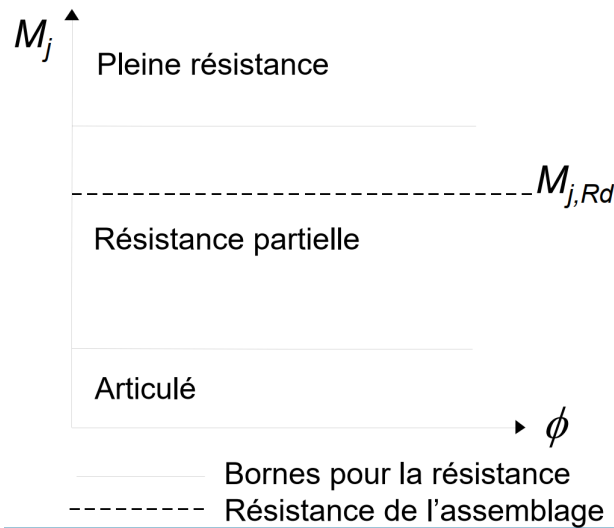 M_j
Pleine résistance
M_j,Rd
Résistance partielle
Articulé
ϕ
Bornes pour la résistance
Résistance de l'assemblage